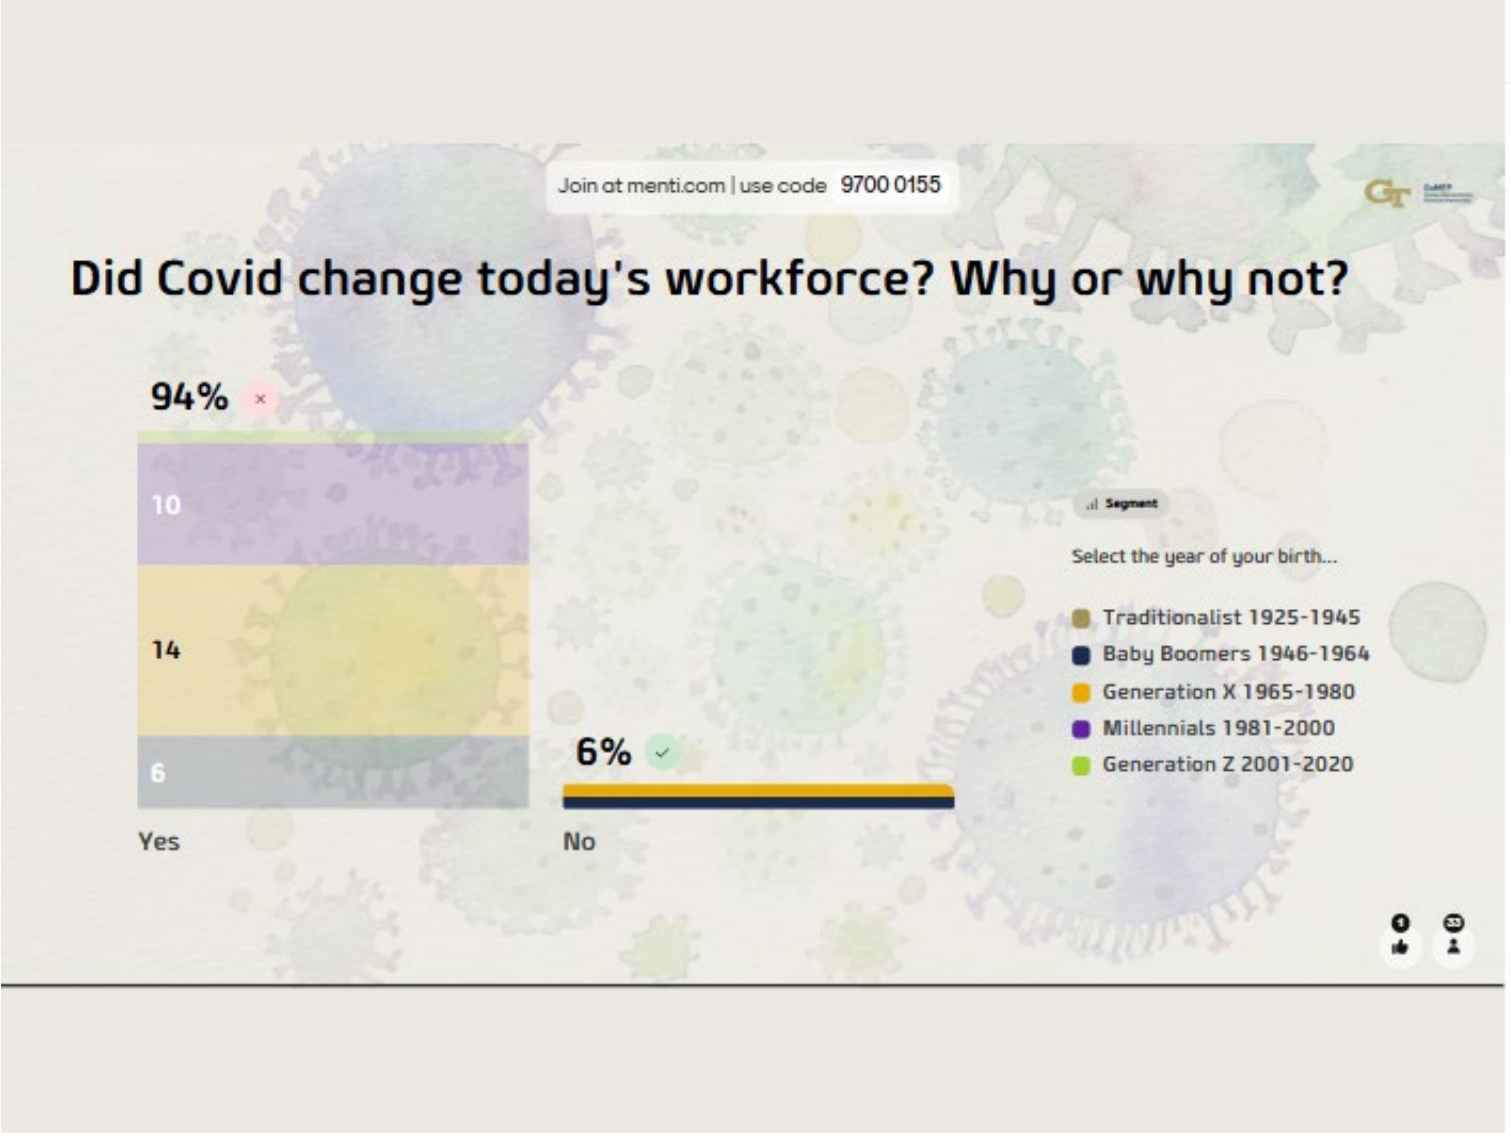 Join at menti.com | use code 9700 0155
GT
Did Covid change today's workforce? Why or why not?
94%
10
14
6
Yes
6%
No
Segment
Select the year of your birth...
Traditionalist 1925-1945
Baby Boomers 1946-1964
Generation X 1965-1980
Millennials 1981-2000
Generation Z 2001-2020
33